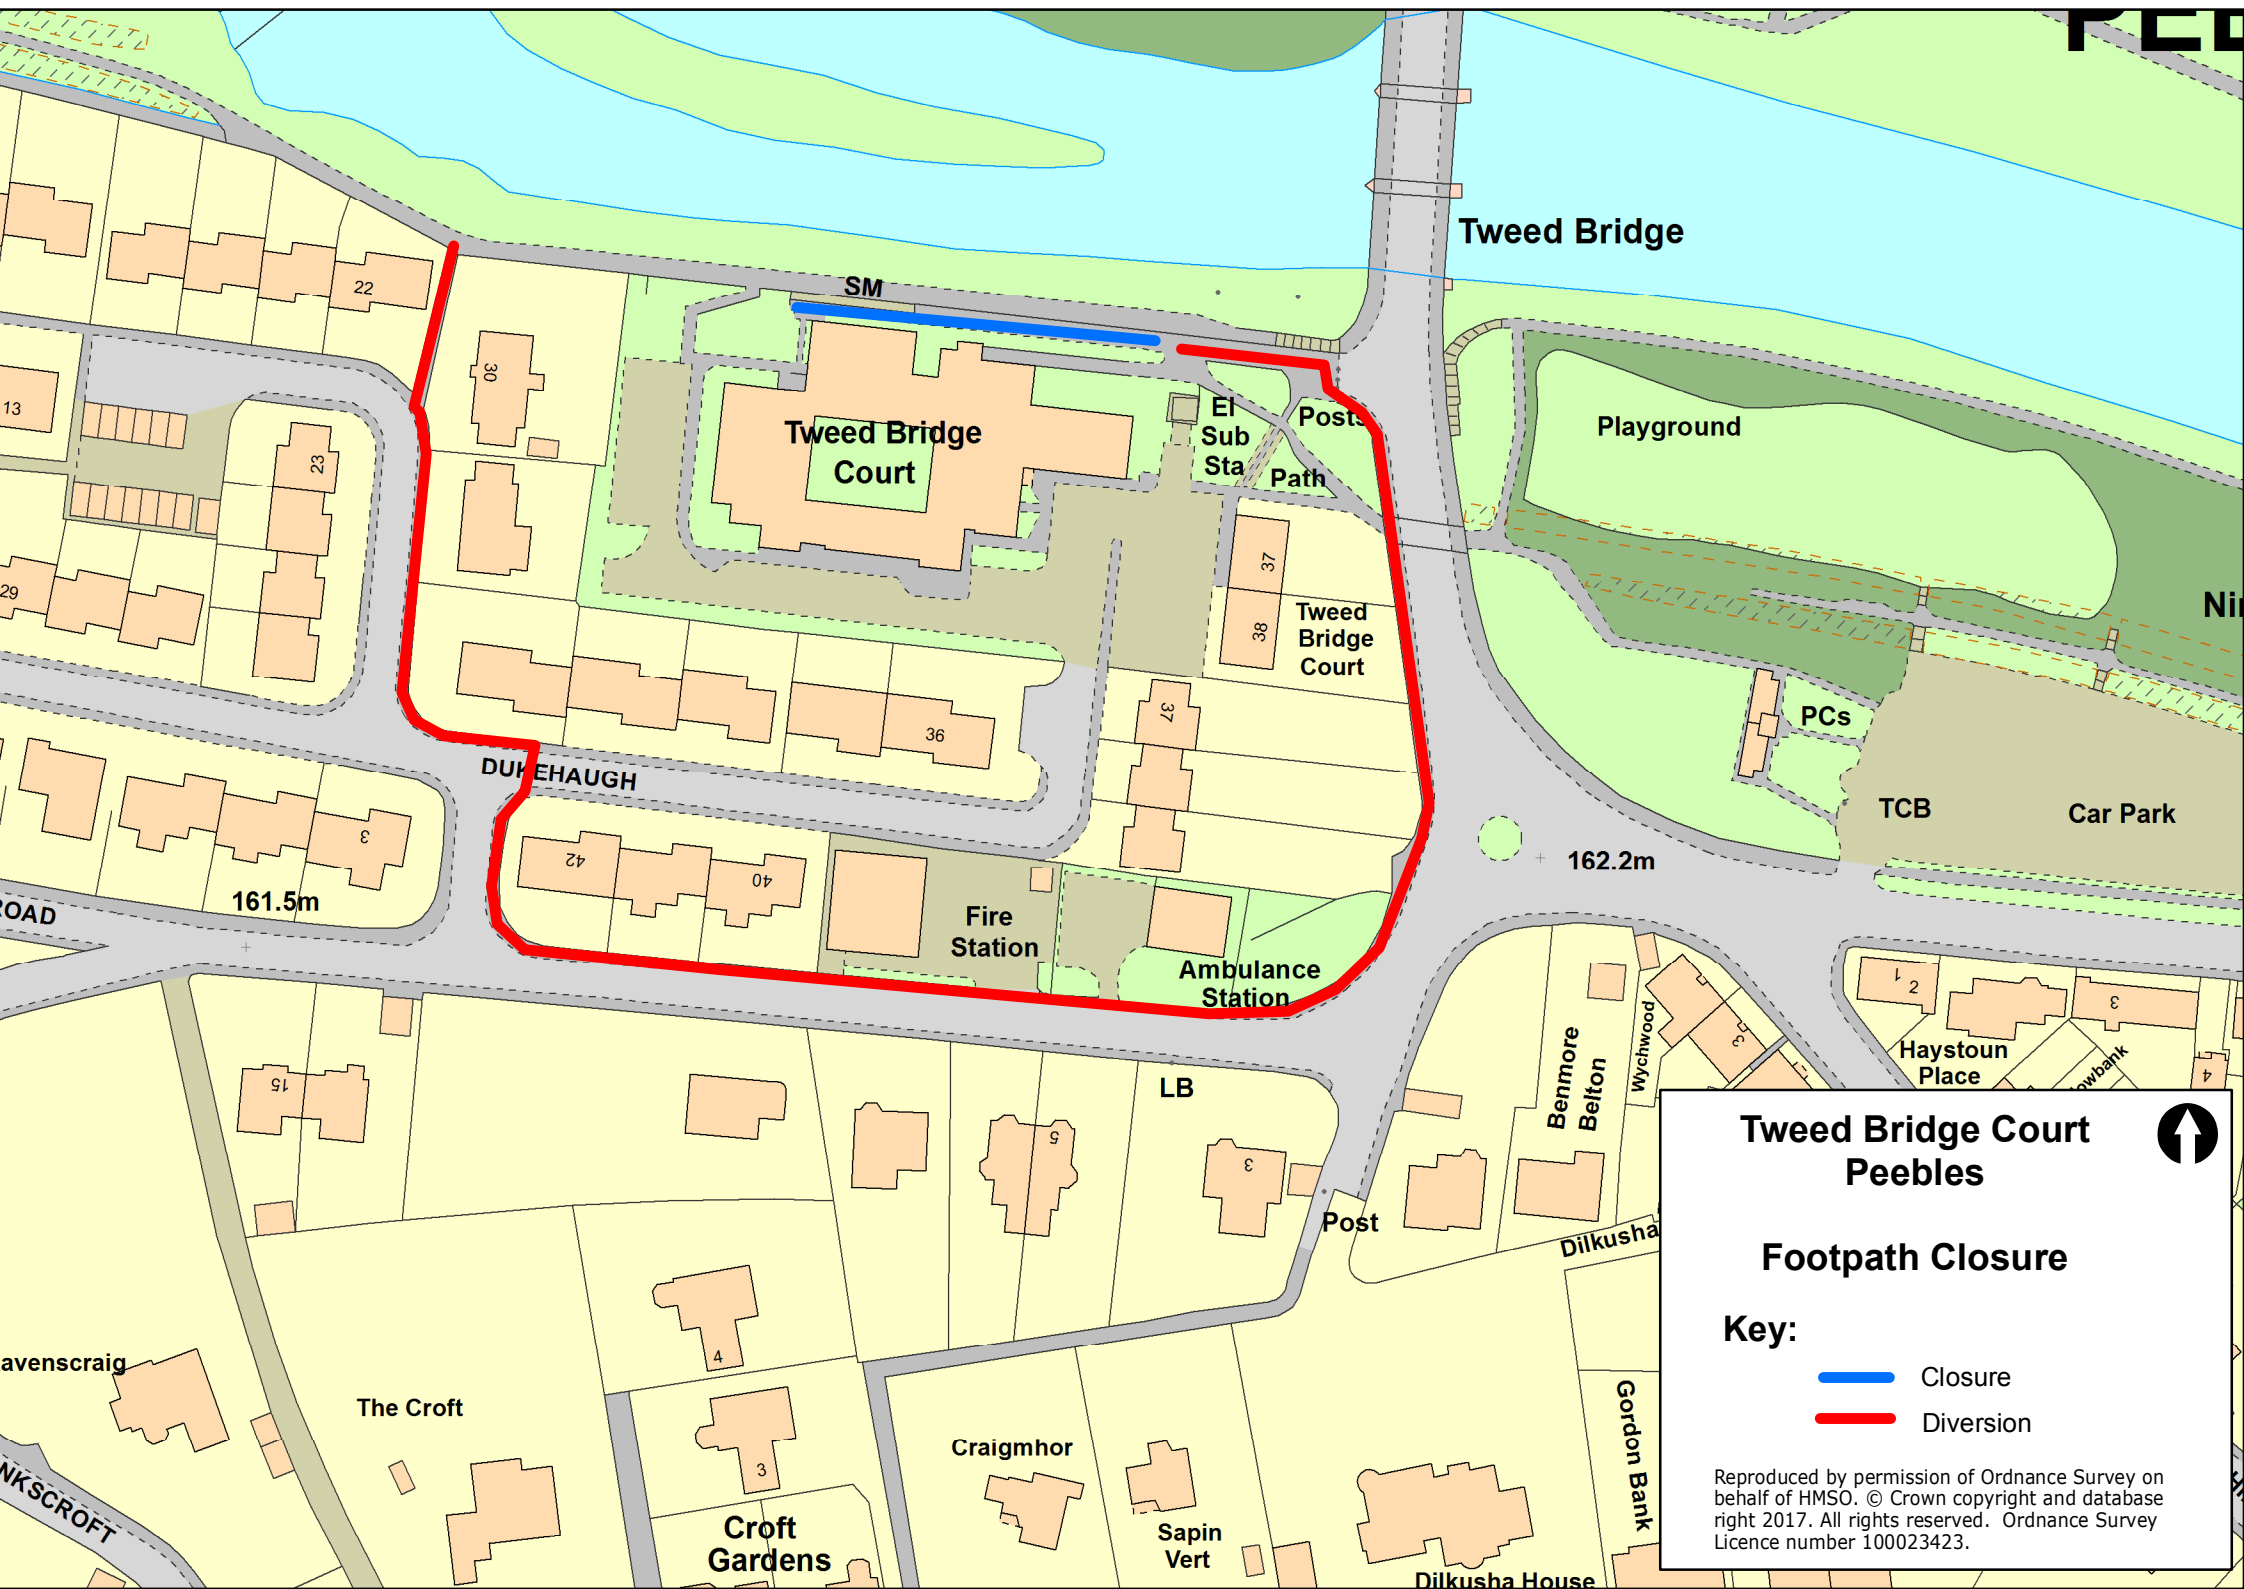 Tweed Bridge
SM
22
30
13
23
Tweed Bridge
Court
El
Sub
Sta
Posts
Path
Playground
29
37
38
Tweed
Bridge
Court
36
37
PCs
DUKEHAUGH
TCB
Car Park
3
42
40
162.2m
161.5m
ROAD
Fire
Station
Ambulance
Station
1
2
3
Haystoun
Place
4
Wychwood
3
Benmore
Belton
15
LB
5
3
Post
Dilkusha
4
The Croft
3
Craigmhor
Croft
Gardens
Sapin
Vert
Gordon Bank
Dilkusha House
Tweed Bridge Court
Peebles
Footpath Closure
Key:
Closure
Diversion
Reproduced by permission of Ordnance Survey on
behalf of HMSO. © Crown copyright and database
right 2017. All rights reserved. Ordnance Survey
Licence number 100023423.